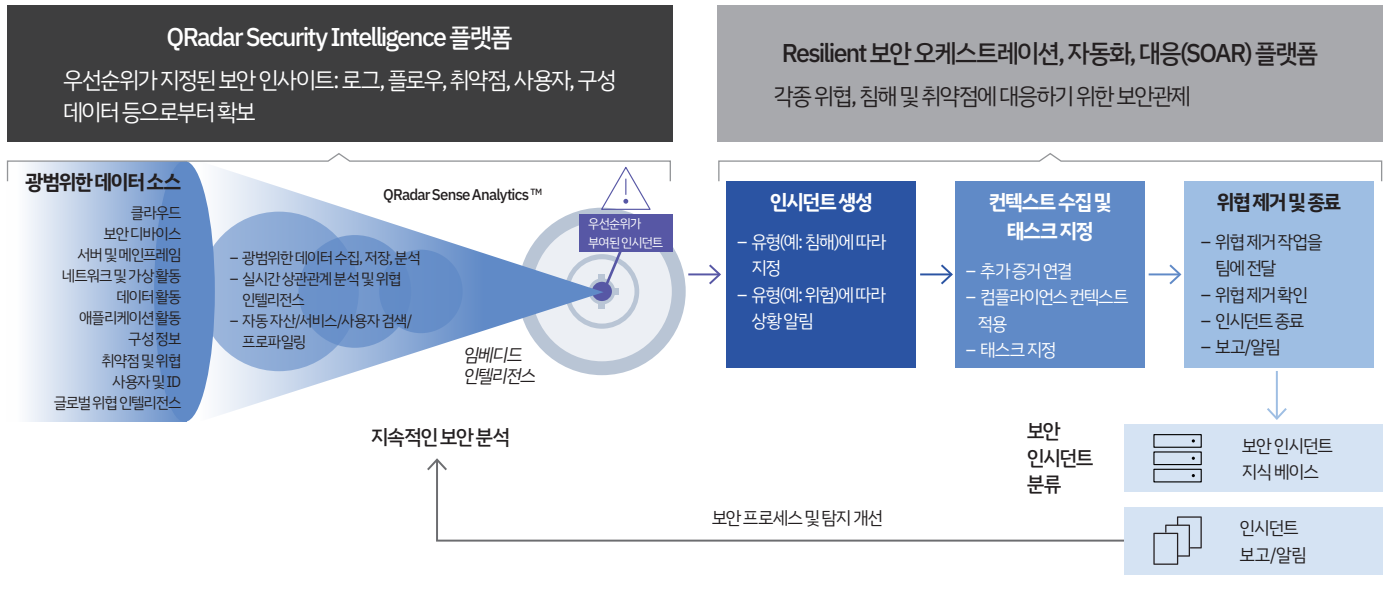 QRadar Security Intelligence 플랫폼
우선순위가 지정된 보안 인사이트: 로그, 플로우, 취약점, 사용자, 구성
데이터 등으로부터 확보
Resilient 보안 오케스트레이션, 자동화, 대응(SOAR) 플랫폼
각종 위협, 침해 및 취약점에 대응하기 위한 보안관제
광범위한 데이터 소스
클라우드
보안 디바이스
서버 및 메인프레임
네트워크 및 가상 활동
데이터 활동
애플리케이션 활동
구성 정보
취약점 및 위협
사용자 및 ID
글로벌 위협 인텔리전스
QRadar Sense Analytics™
– 광범위한 데이터 수집, 저장, 분석
– 실시간 상관관계 분석 및 위협
인텔리전스
– 자동 자산/서비스/사용자 검색/
프로파일링
우선순위가
부여된 인시던트
임베디드
인텔리전스
인시던트 생성
– 유형(예: 침해)에 따라
지정
– 유형(예: 위험)에 따라
상황 알림
컨텍스트 수집 및
태스크 지정
– 추가 증거 연결
– 컴플라이언스 컨텍스트
적용
– 태스크 지정
위협 제거 및 종료
– 위협 제거 작업을
팀에 전달
– 위협 제거 확인
– 인시던트 종료
– 보고/알림
지속적인 보안 분석
보안
인시던트
분류
보안 인시던트
지식 베이스
보안 프로세스 및 탐지 개선
인시던트
보고/알림